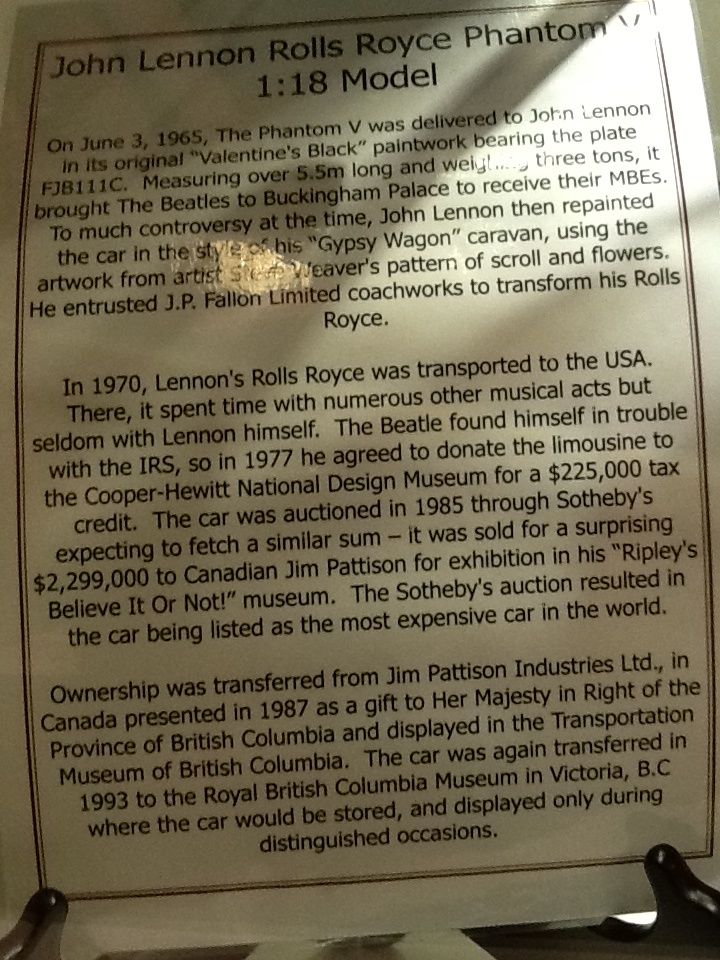 John Lennon Rolls Royce Phantom V
1:18 Model
On June 3, 1965, The Phantom V was delivered to John Lennon
in its original “Valentine's Black” paintwork bearing the plate
FJB111C. Measuring over 5.5m long and weighing three tons, it
brought The Beatles to Buckingham Palace to receive their MBEs.
To much controversy at the time, John Lennon then repainted
the car in the style of his “Gypsy Wagon” caravan, using the
artwork from artist Steve Weaver's pattern of scroll and flowers.
He entrusted J.P. Fallon Limited coachworks to transform his Rolls
Royce.
In 1970, Lennon's Rolls Royce was transported to the USA.
There, it spent time with numerous other musical acts but
seldom with Lennon himself. The Beatle found himself in trouble
with the IRS, so in 1977 he agreed to donate the limousine to
the Cooper-Hewitt National Design Museum for a $225,000 tax
credit. The car was auctioned in 1985 through Sotheby's
expecting to fetch a similar sum – it was sold for a surprising
$2,299,000 to Canadian Jim Pattison for exhibition in his “Ripley's
Believe It Or Not!” museum. The Sotheby's auction resulted in
the car being listed as the most expensive car in the world.
Ownership was transferred from Jim Pattison Industries Ltd., in
Canada presented in 1987 as a gift to Her Majesty in Right of the
Province of British Columbia and displayed in the Transportation
Museum of British Columbia. The car was again transferred in
1993 to the Royal British Columbia Museum in Victoria, B.C
where the car would be stored, and displayed only during
distinguished occasions.